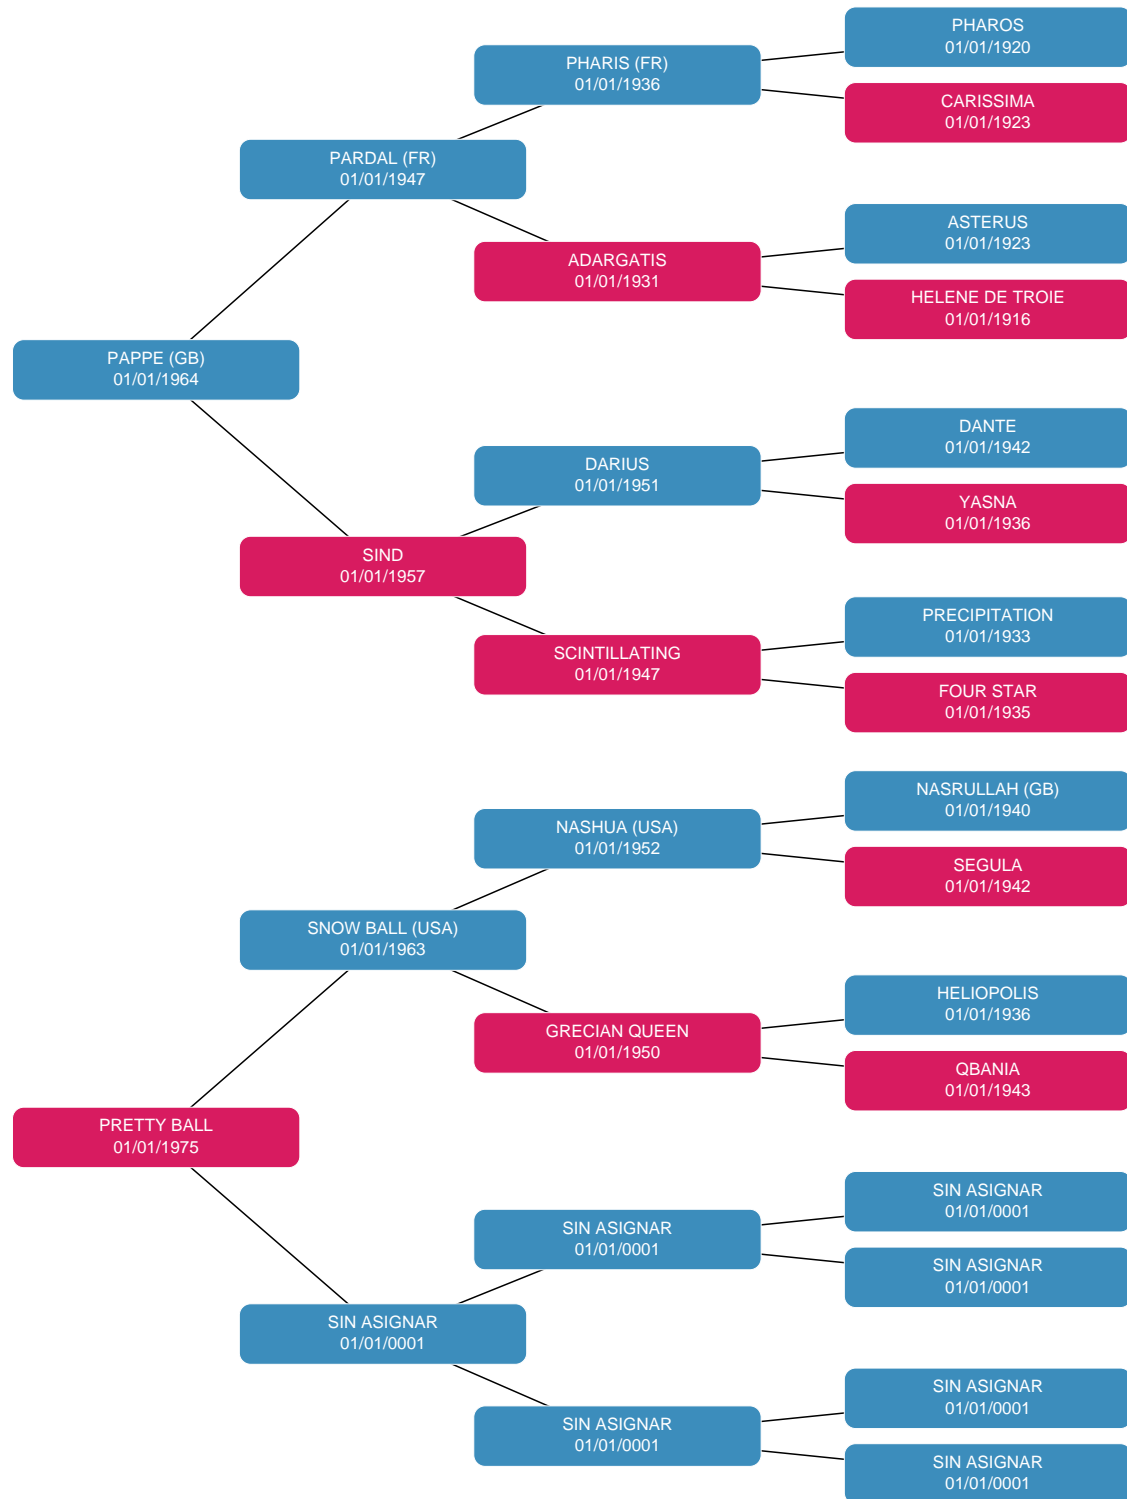 PHAROS
01/01/1920
PHARIS (FR)
01/01/1936
CARISSIMA
01/01/1923
PARDAL (FR)
01/01/1947
ASTERUS
01/01/1923
ADARGATIS
01/01/1931
HELENE DE TROIE
01/01/1916
PAPPE (GB)
01/01/1964
DANTE
01/01/1942
DARIUS
01/01/1951
YASNA
01/01/1936
SIND
01/01/1957
PRECIPITATION
01/01/1933
SCINTILLATING
01/01/1947
FOUR STAR
01/01/1935
NASRULLAH (GB)
01/01/1940
NASHUA (USA)
01/01/1952
SEGULA
01/01/1942
SNOW BALL (USA)
01/01/1963
HELIOPOLIS
01/01/1936
GRECIAN QUEEN
01/01/1950
QBANIA
01/01/1943
PRETTY BALL
01/01/1975
SIN ASIGNAR
01/01/0001
SIN ASIGNAR
01/01/0001
SIN ASIGNAR
01/01/0001
SIN ASIGNAR
01/01/0001
SIN ASIGNAR
01/01/0001
SIN ASIGNAR
01/01/0001
SIN ASIGNAR
01/01/0001